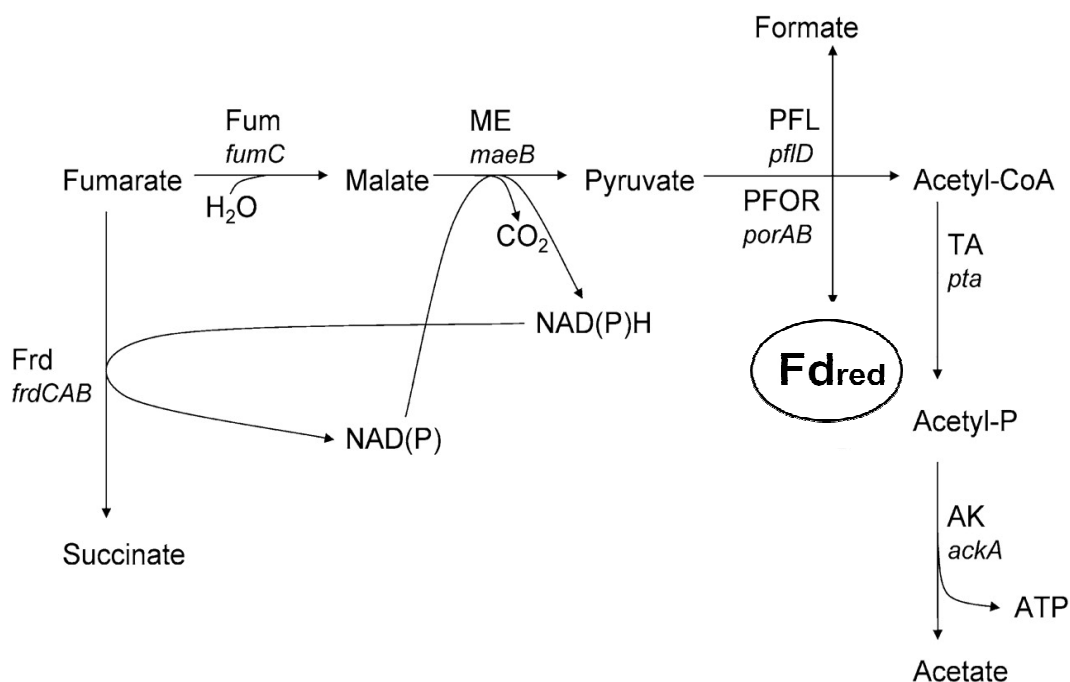 Formate
Fum
fumC
ME
maeB
PFL
pflD
Fumarate
Malate
Pyruvate
Acetyl-CoA
H₂O
CO₂
PFOR
porAB
TA
pta
NAD(P)H
Frd
frdCAB
Fdred
NAD(P)
Acetyl-P
Succinate
AK
ackA
ATP
Acetate